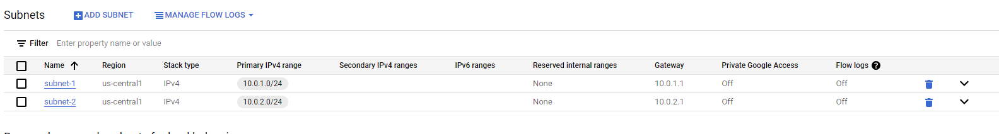 Subnets ADD SUBNET MANAGE FLOW LOGS
Filter Enter property name or value
Name Region Stack type Primary IPv4 range Secondary IPv4 ranges IPv6 ranges Reserved internal ranges Gateway Private Google Access Flow logs ?
subnet-1 us-central1 IPv4 10.0.1.0/24 None 10.0.1.1 Off Off
subnet-2 us-central1 IPv4 10.0.2.0/24 None 10.0.2.1 Off Off